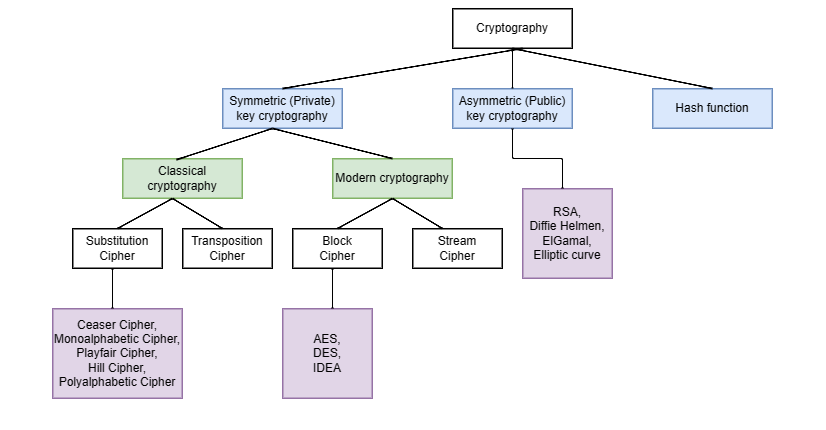 Cryptography
Symmetric (Private)
key cryptography
Asymmetric (Public)
key cryptography
Hash function
Classical
cryptography
Modern cryptography
Substitution
Cipher
Transposition
Cipher
Block
Cipher
Stream
Cipher
RSA,
Diffie Helmen,
ElGamal,
Elliptic curve
Ceaser Cipher,
Monoalphabetic Cipher,
Playfair Cipher,
Hill Cipher,
Polyalphabetic Cipher
AES,
DES,
IDEA